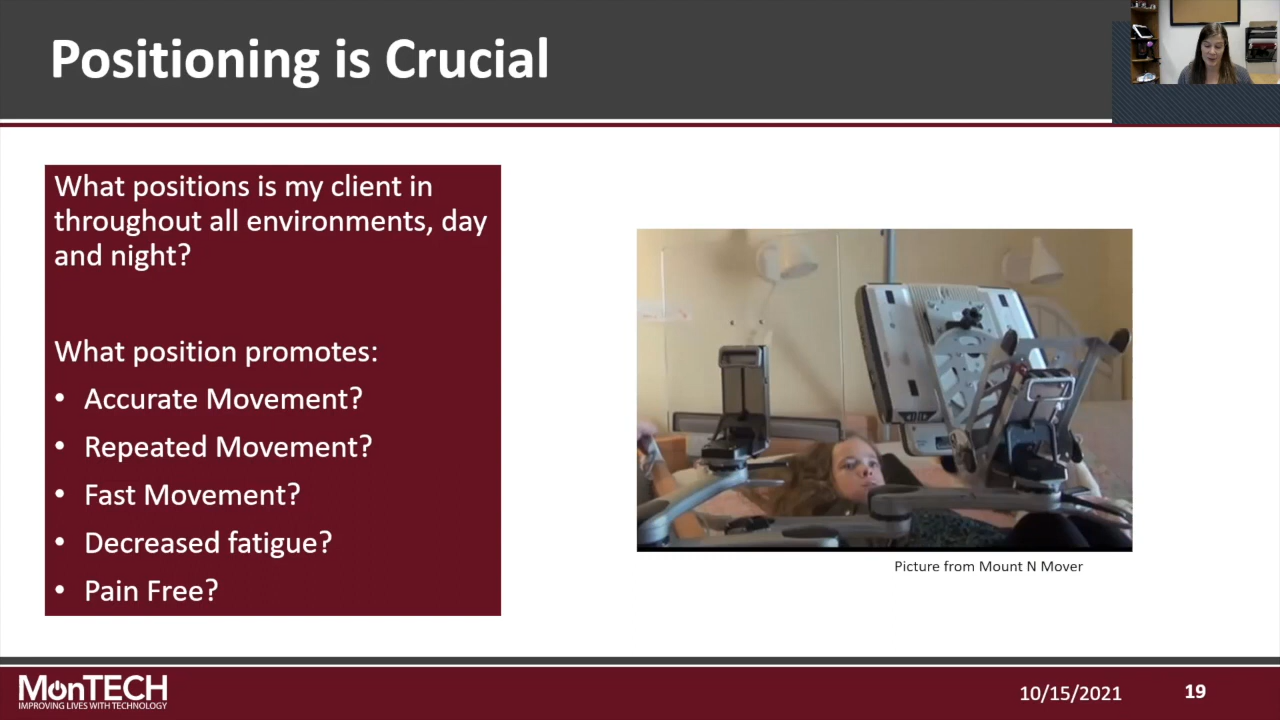 Positioning is Crucial
What positions is my client in
throughout all environments, day
and night?
What position promotes:
• Accurate Movement?
• Repeated Movement?
• Fast Movement?
• Decreased fatigue?
• Pain Free?
Picture from Mount N Mover
MonTECH
IMPROVING LIVES WITH TECHNOLOGY
10/15/2021
19